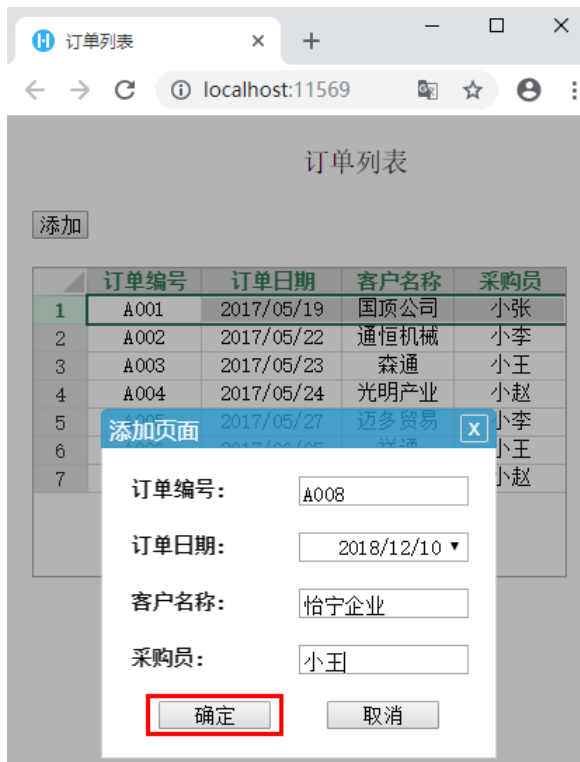 订单列表
localhost:11569
订单列表
添加
订单编号 订单日期 客户名称 采购员
1 A001 2017/05/19 国顶公司 小张
2 A002 2017/05/22 通恒机械 小李
3 A003 2017/05/23 森通 小王
4 A004 2017/05/24 光明产业 小赵
5 A005 2017/05/27 迈多贸易 小李
6 小王
7 小赵
添加页面 X
订单编号: A008
订单日期: 2018/12/10
客户名称: 怡宁企业
采购员: 小王
确定 取消